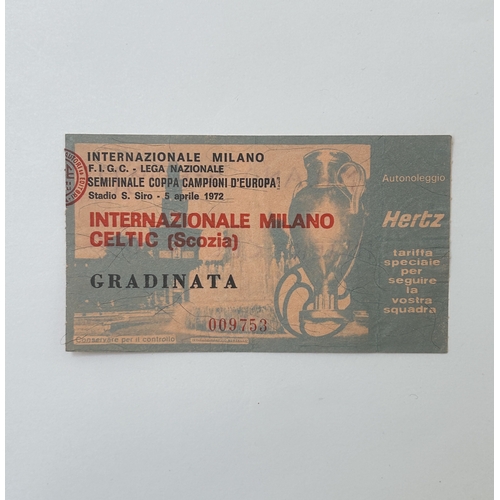 INTERNAZIONALE MILANO
F.I.G.C. - LEGA NAZIONALE
SEMIFINALE COPPA CAMPIONI D'EUROPA
Stadio S. Siro - 5 aprile 1972
INTERNAZIONALE MILANO
CELTIC (Scozia)
GRADINATA
009753
Conservare per il controllo
Autonoleggio
Hertz
tariffa
speciale
per
seguire
la
vostra
squadra